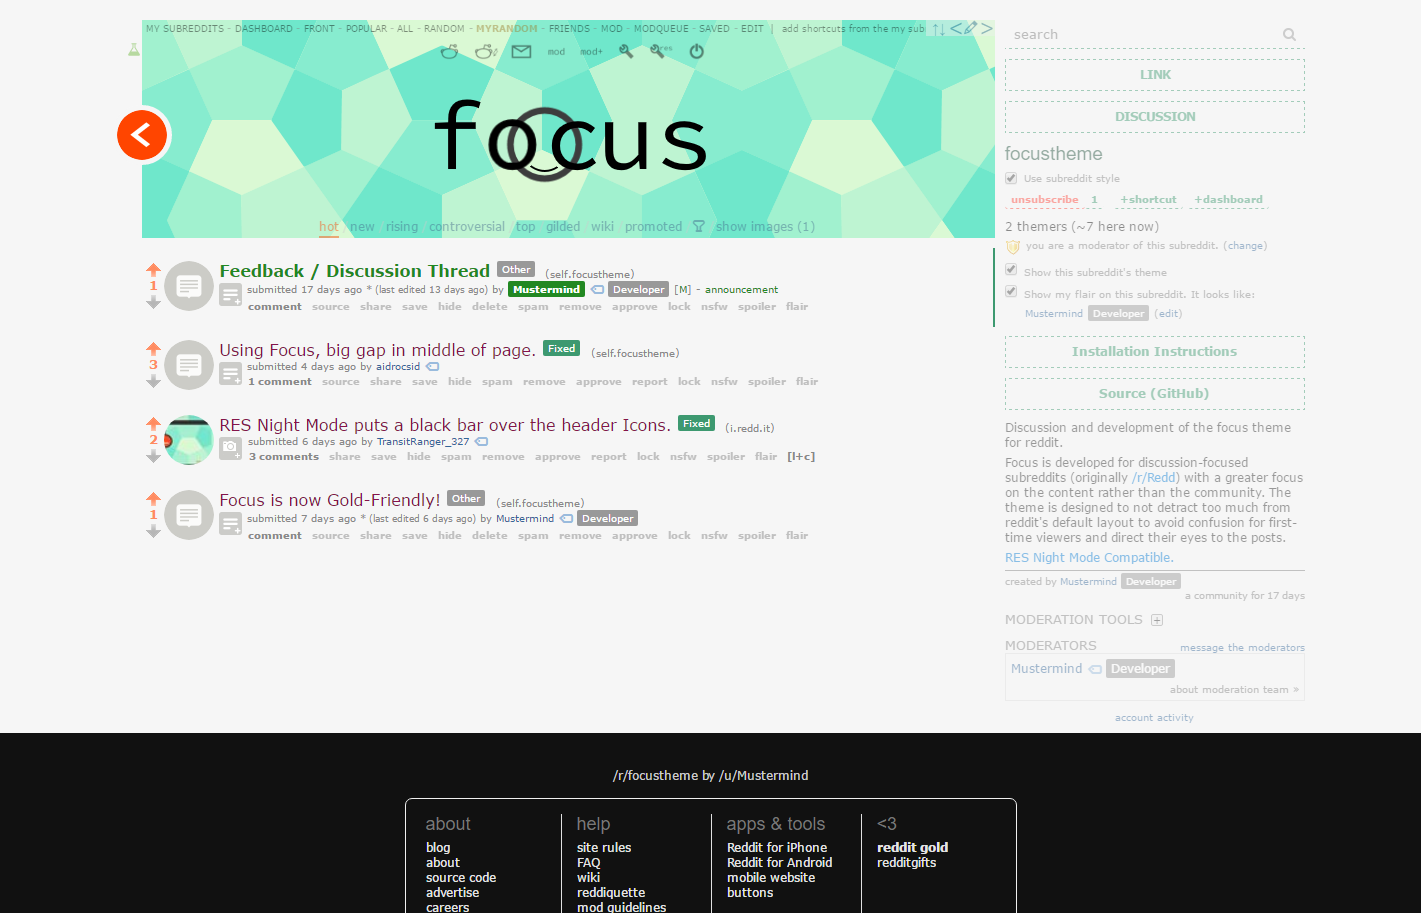 MY SUBREDDITS - DASHBOARD - FRONT - POPULAR - ALL - RANDOM - MYRANDOM - FRIENDS - MOD - MODQUEUE - SAVED - EDIT | add shortcuts from the my sub
mod mod+ res
focus
hot new rising controversial top gilded wiki promoted show images (1)
1
Feedback / Discussion Thread Other (self.focustheme)
submitted 17 days ago * (last edited 13 days ago) by Mustermind Developer [M] - announcement
comment source share save hide delete spam remove approve lock nsfw spoiler flair
3
Using Focus, big gap in middle of page. Fixed (self.focustheme)
submitted 4 days ago by aidrocsid
1 comment source share save hide spam remove approve report lock nsfw spoiler flair
2
RES Night Mode puts a black bar over the header Icons. Fixed (i.redd.it)
submitted 6 days ago by TransitRanger_327
3 comments share save hide spam remove approve report lock nsfw spoiler flair [l+c]
1
Focus is now Gold-Friendly! Other (self.focustheme)
submitted 7 days ago * (last edited 6 days ago) by Mustermind Developer
comment source share save hide delete spam remove approve lock nsfw spoiler flair
search
LINK
DISCUSSION
focustheme
Use subreddit style
unsubscribe 1 +shortcut +dashboard
2 themers (~7 here now)
you are a moderator of this subreddit. (change)
Show this subreddit's theme
Show my flair on this subreddit. It looks like:
Mustermind Developer (edit)
Installation Instructions
Source (GitHub)
Discussion and development of the focus theme
for reddit.
Focus is developed for discussion-focused
subreddits (originally /r/Redd) with a greater focus
on the content rather than the community. The
theme is designed to not detract too much from
reddit's default layout to avoid confusion for first-
time viewers and direct their eyes to the posts.
RES Night Mode Compatible.
created by Mustermind Developer
a community for 17 days
MODERATION TOOLS +
MODERATORS message the moderators
Mustermind Developer
about moderation team »
account activity
/r/focustheme by /u/Mustermind
about
blog
about
source code
advertise
careers
help
site rules
FAQ
wiki
reddiquette
mod guidelines
apps & tools
Reddit for iPhone
Reddit for Android
mobile website
buttons
<3
reddit gold
redditgifts